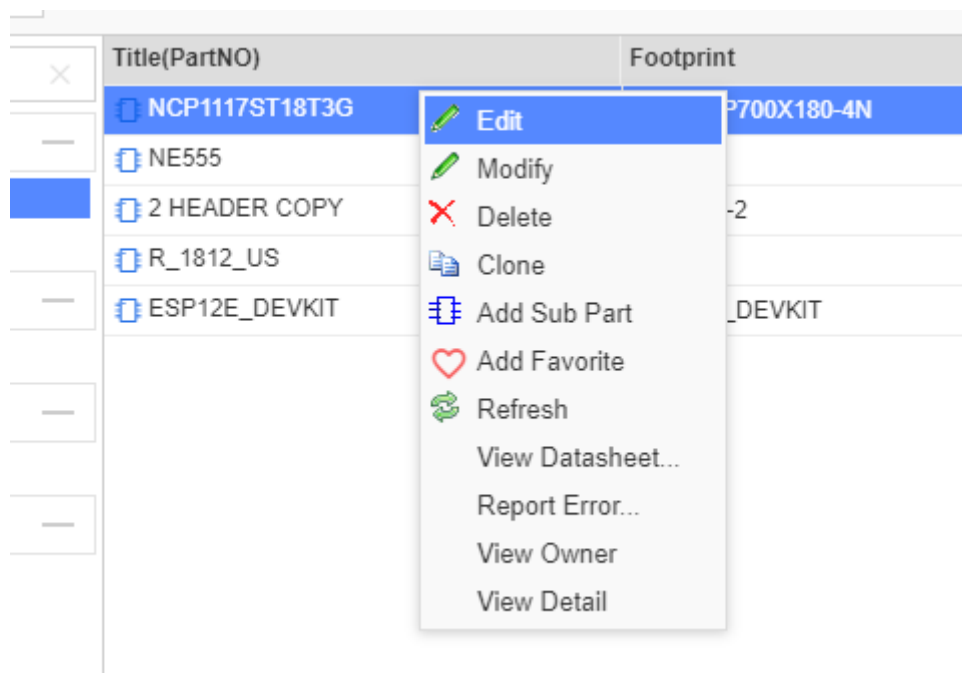 Title(PartNO) Footprint
NCP1117ST18T3G P700X180-4N
NE555
2 HEADER COPY -2
R_1812_US
ESP12E_DEVKIT _DEVKIT
Edit
Modify
Delete
Clone
Add Sub Part
Add Favorite
Refresh
View Datasheet...
Report Error...
View Owner
View Detail